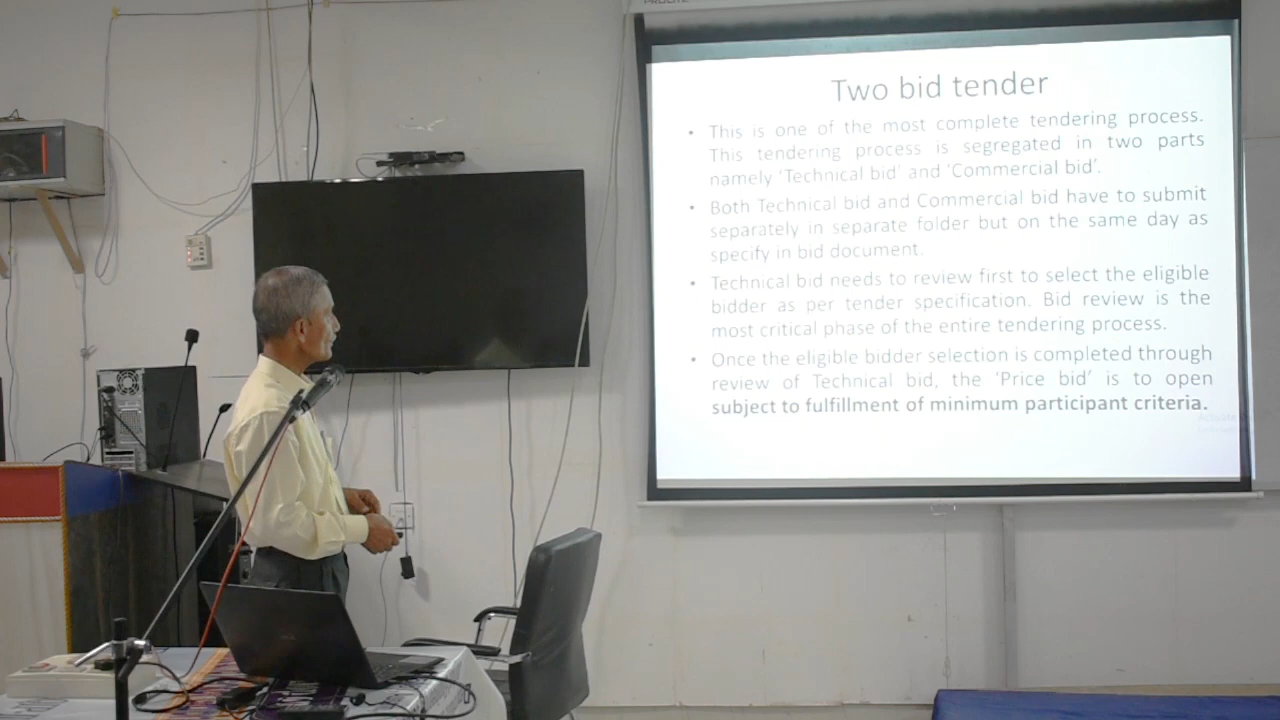 Two bid tender
• This is one of the most complete tendering process.
This tendering process is segregated in two parts
namely 'Technical bid' and 'Commercial bid'.
• Both Technical bid and Commercial bid have to submit
separately in separate folder but on the same day as
specify in bid document.
• Technical bid needs to review first to select the eligible
bidder as per tender specification. Bid review is the
most critical phase of the entire tendering process.
• Once the eligible bidder selection is completed through
review of Technical bid, the 'Price bid' is to open
subject to fulfillment of minimum participant criteria.